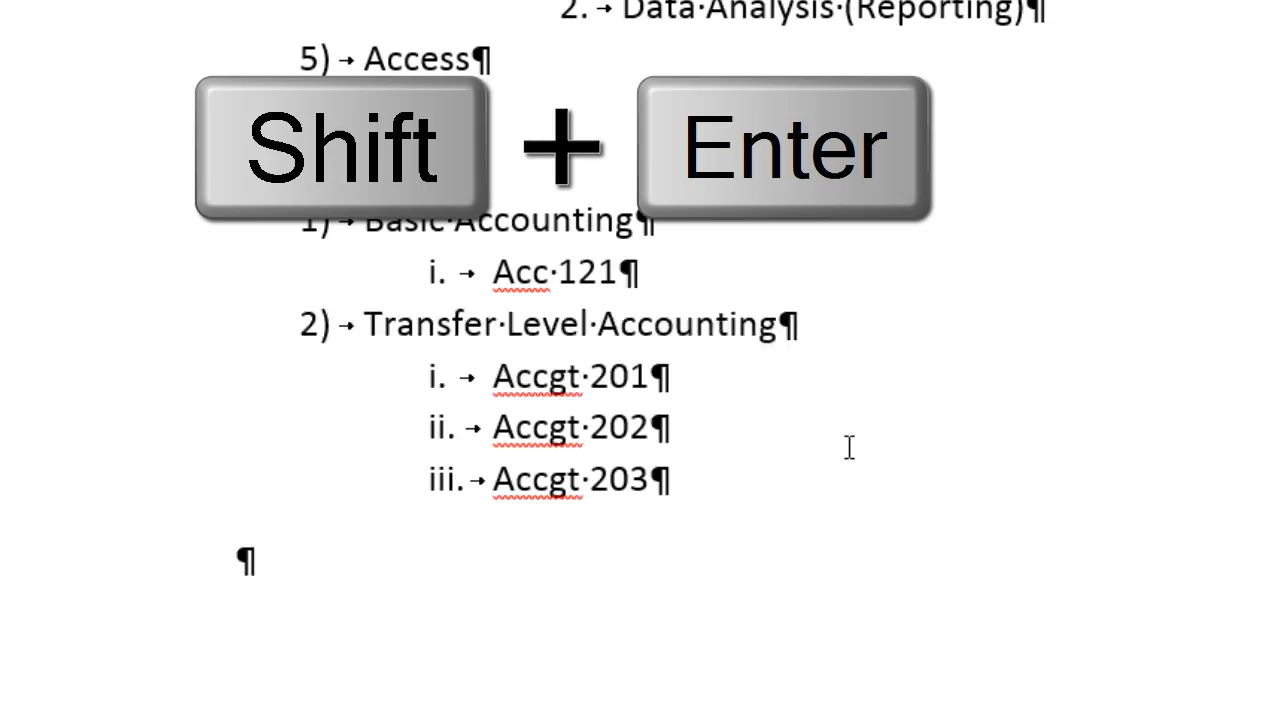 2. → Data·Analysis·(Reporting)¶
5) → Access¶
Shift + Enter
1) → Basic·Accounting¶
i. → Acc·121¶
2) → Transfer·Level·Accounting¶
i. → Accgt·201¶
ii. → Accgt·202¶
iii. → Accgt·203¶
¶